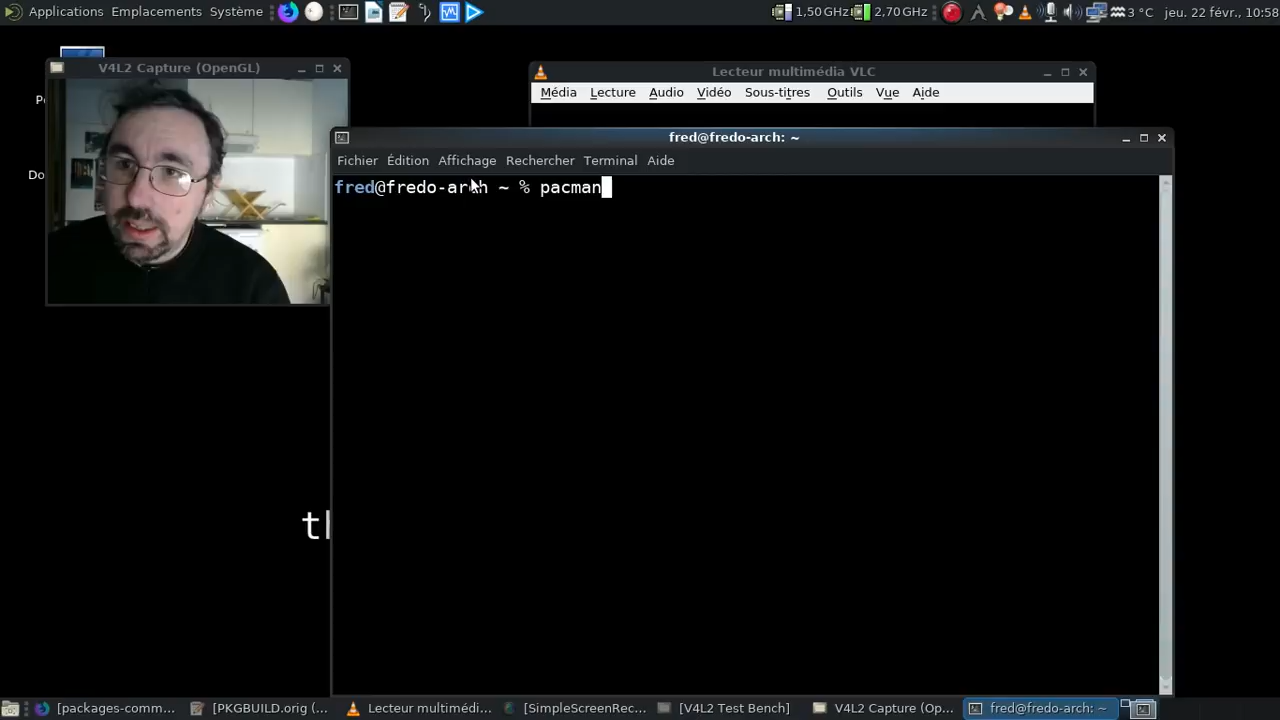 Applications Emplacements Système 1,50 GHz 2,70 GHz 3 °C jeu. 22 févr., 10:58
V4L2 Capture (OpenGL)
Lecteur multimédia VLC
Média Lecture Audio Vidéo Sous-titres Outils Vue Aide
fred@fredo-arch: ~
Fichier Édition Affichage Rechercher Terminal Aide
fred@fredo-arch ~ % pacman
[packages-comm... [PKGBUILD.orig (... Lecteur multimédi... [SimpleScreenRec... [V4L2 Test Bench] V4L2 Capture (Op... fred@fredo-arch: ~